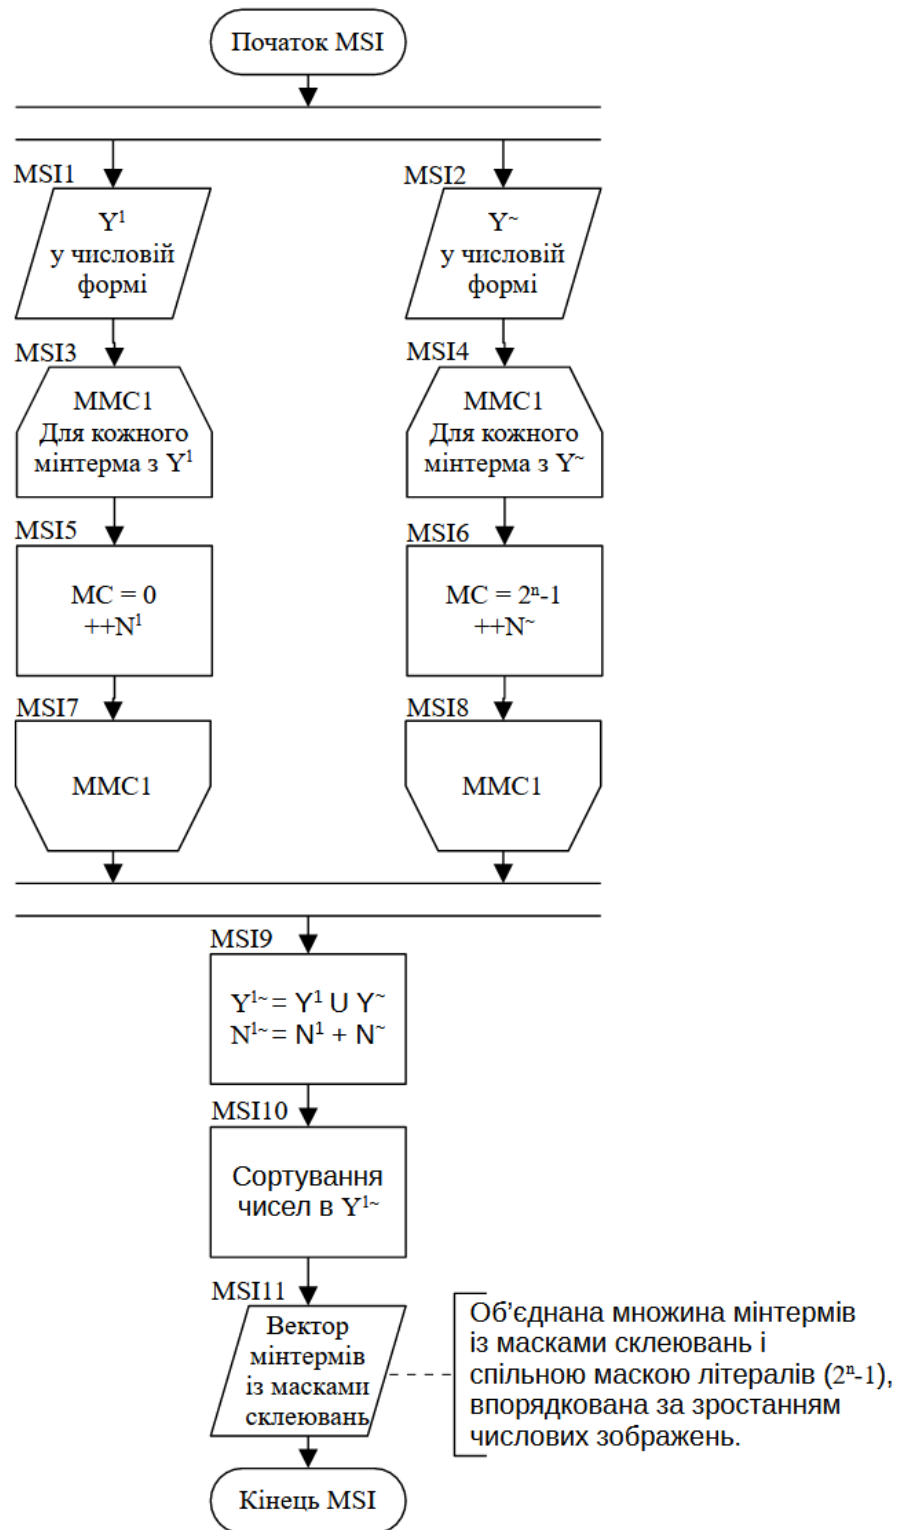 Початок MSI
MSI1
Y¹
у числовій
формі
MSI2
Y~
у числовій
формі
MSI3
MMC1
Для кожного
мінтерма з Y¹
MSI4
MMC1
Для кожного
мінтерма з Y~
MSI5
MC = 0
++N¹
MSI6
MC = 2ⁿ-1
++N~
MSI7
MMC1
MSI8
MMC1
MSI9
Y¹~ = Y¹ U Y~
N¹~ = N¹ + N~
MSI10
Сортування
чисел в Y¹~
MSI11
Вектор
мінтермів
із масками
склеювань
Об’єднана множина мінтермів
із масками склеювань і
спільною маскою літералів (2ⁿ-1),
впорядкована за зростанням
числових зображень.
Кінець MSI